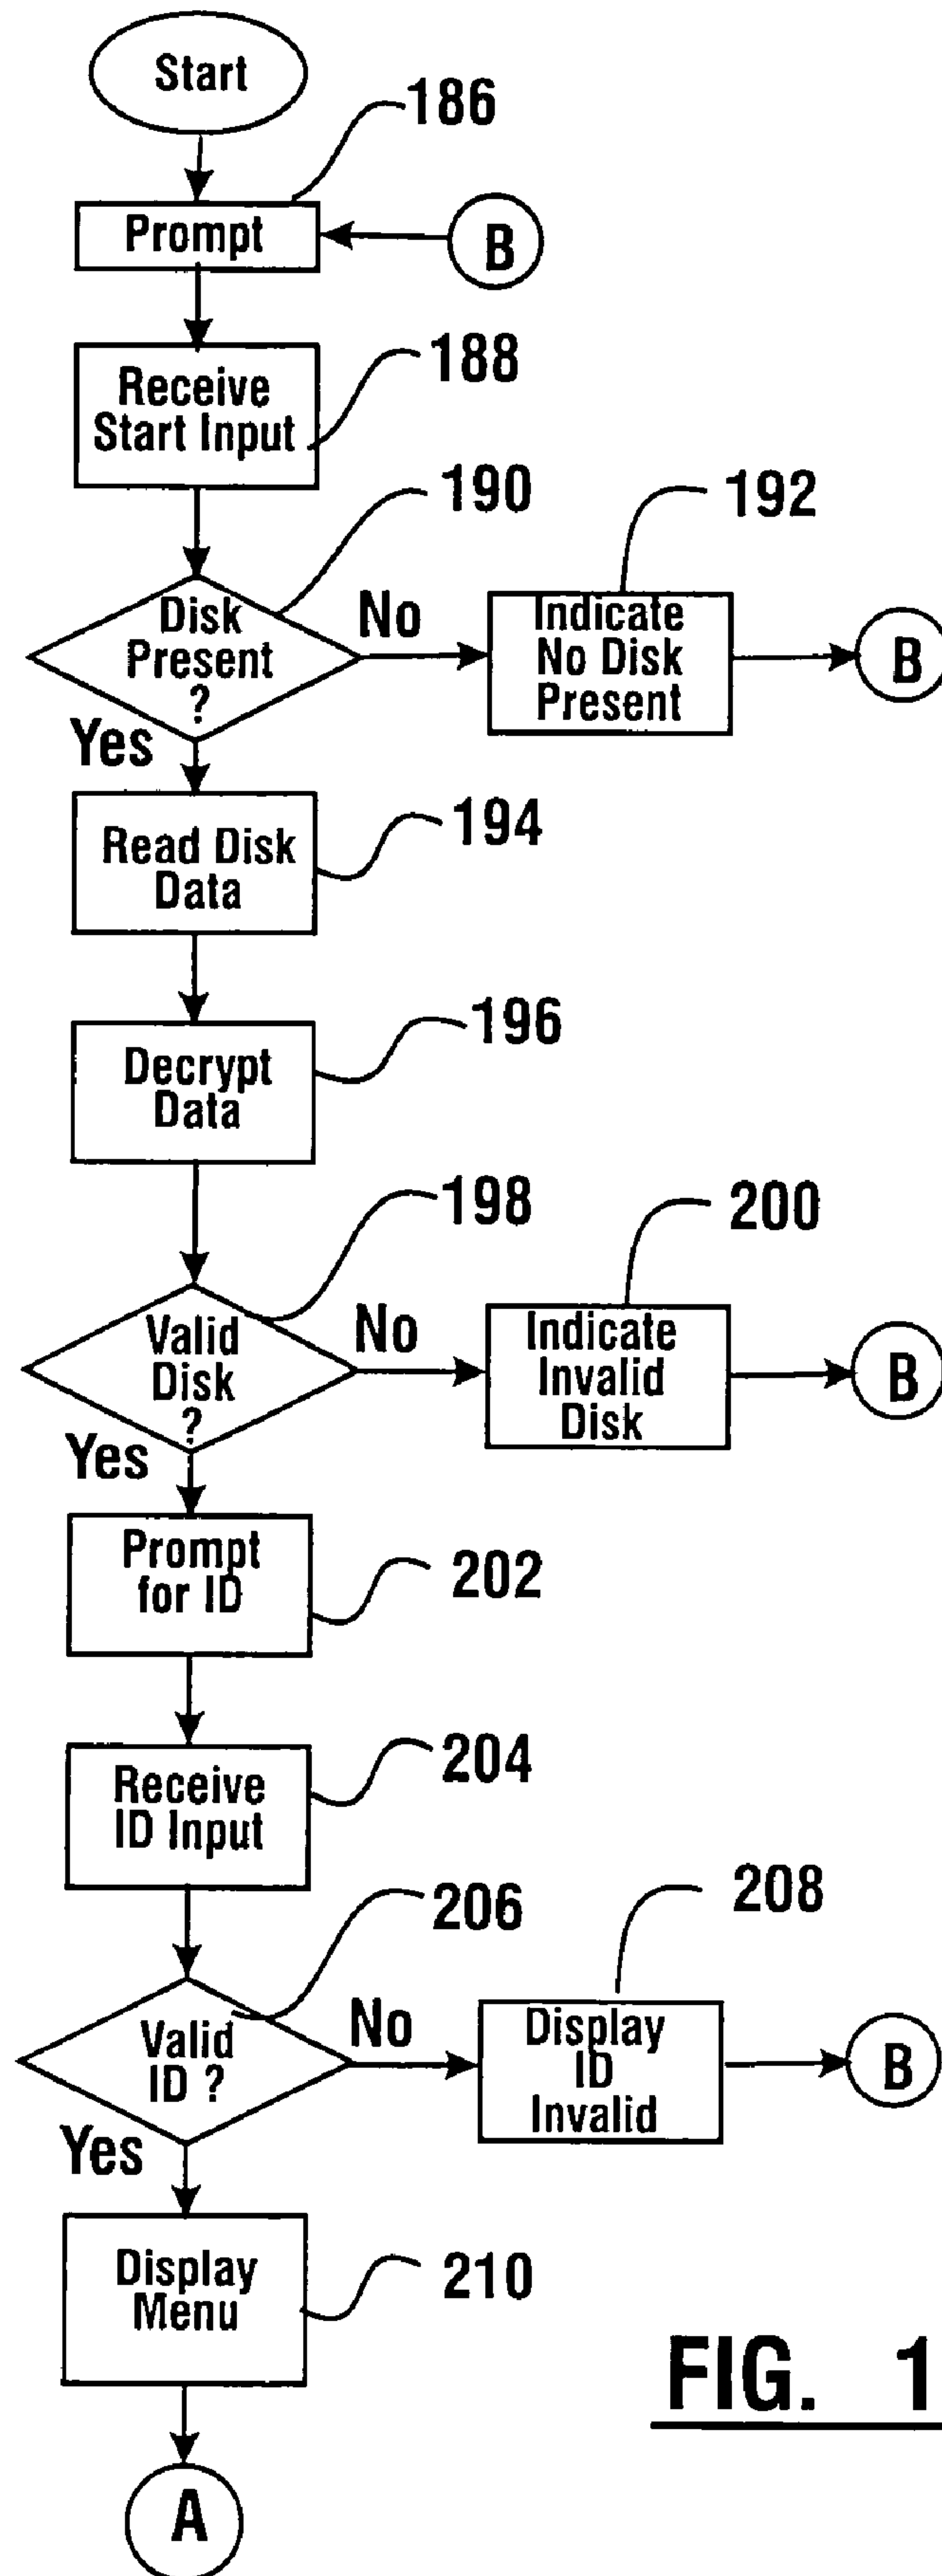 Start
186
Prompt
B
188
Receive
Start Input
190
Disk
Present
?
No
192
Indicate
No Disk
Present
B
Yes
194
Read Disk
Data
196
Decrypt
Data
198
Valid
Disk
?
No
200
Indicate
Invalid
Disk
B
Yes
Prompt
for ID
202
204
Receive
ID Input
206
Valid
ID ?
No
208
Display
ID
Invalid
B
Yes
Display
Menu
210
FIG. 1
A